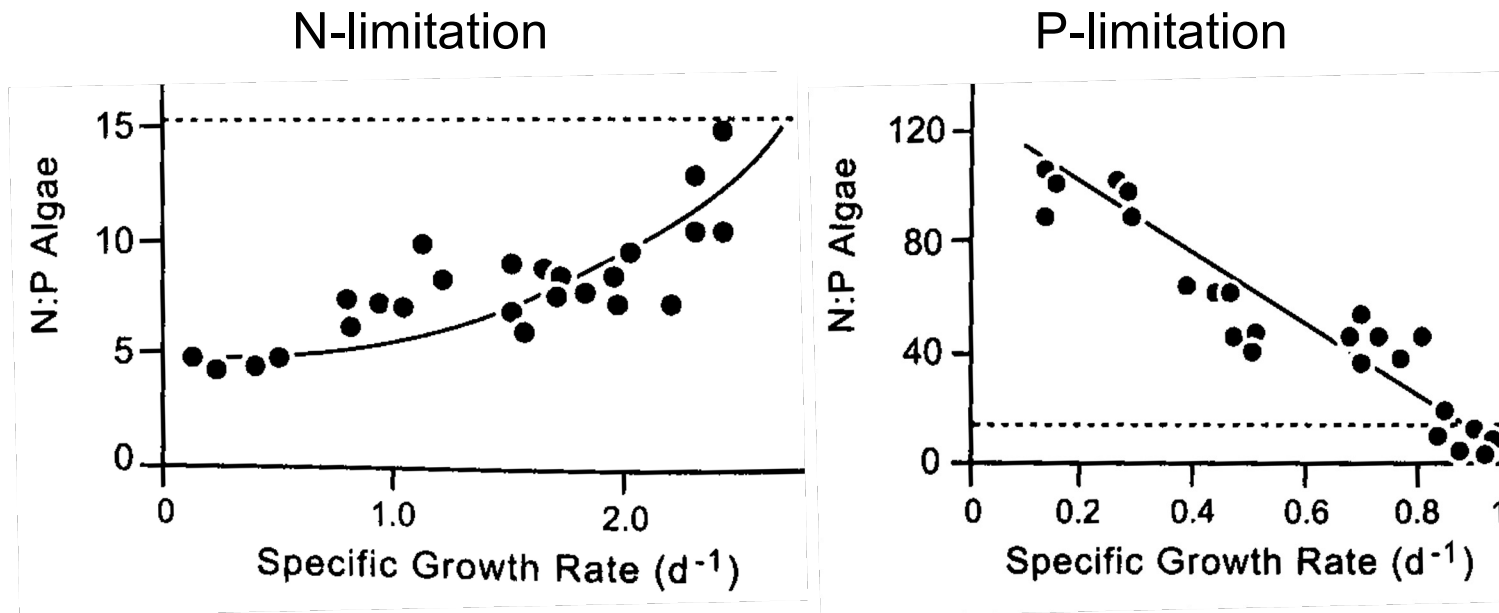 N-limitation
15
10
5
0
N:P Algae
0 1.0 2.0
Specific Growth Rate (d⁻¹)
P-limitation
120
80
40
0
N:P Algae
0 0.2 0.4 0.6 0.8 1
Specific Growth Rate (d⁻¹)